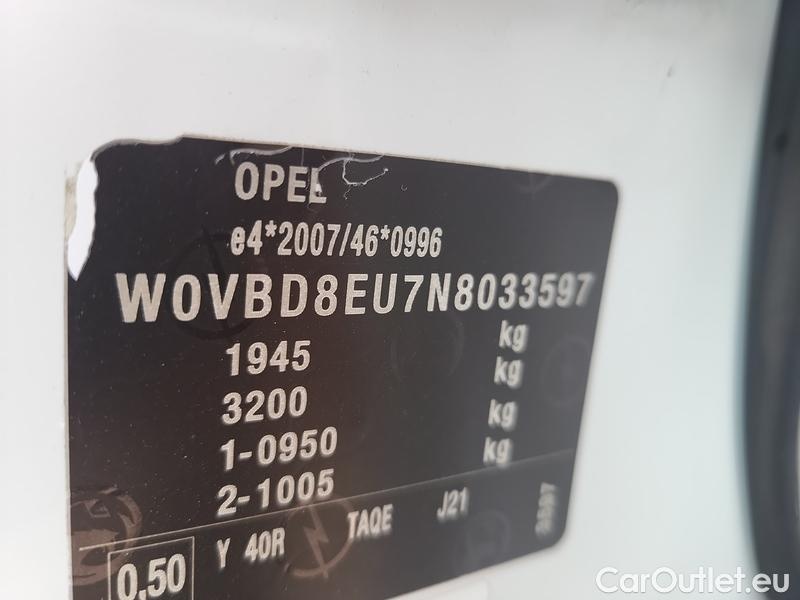 OPEL
e4*2007/46*0996
W0VBD8EU7N8033597
1945 kg
3200 kg
1-0950 kg
2-1005 kg
0,50 Y 40R TAQE J21
3597
CarOutlet.eu